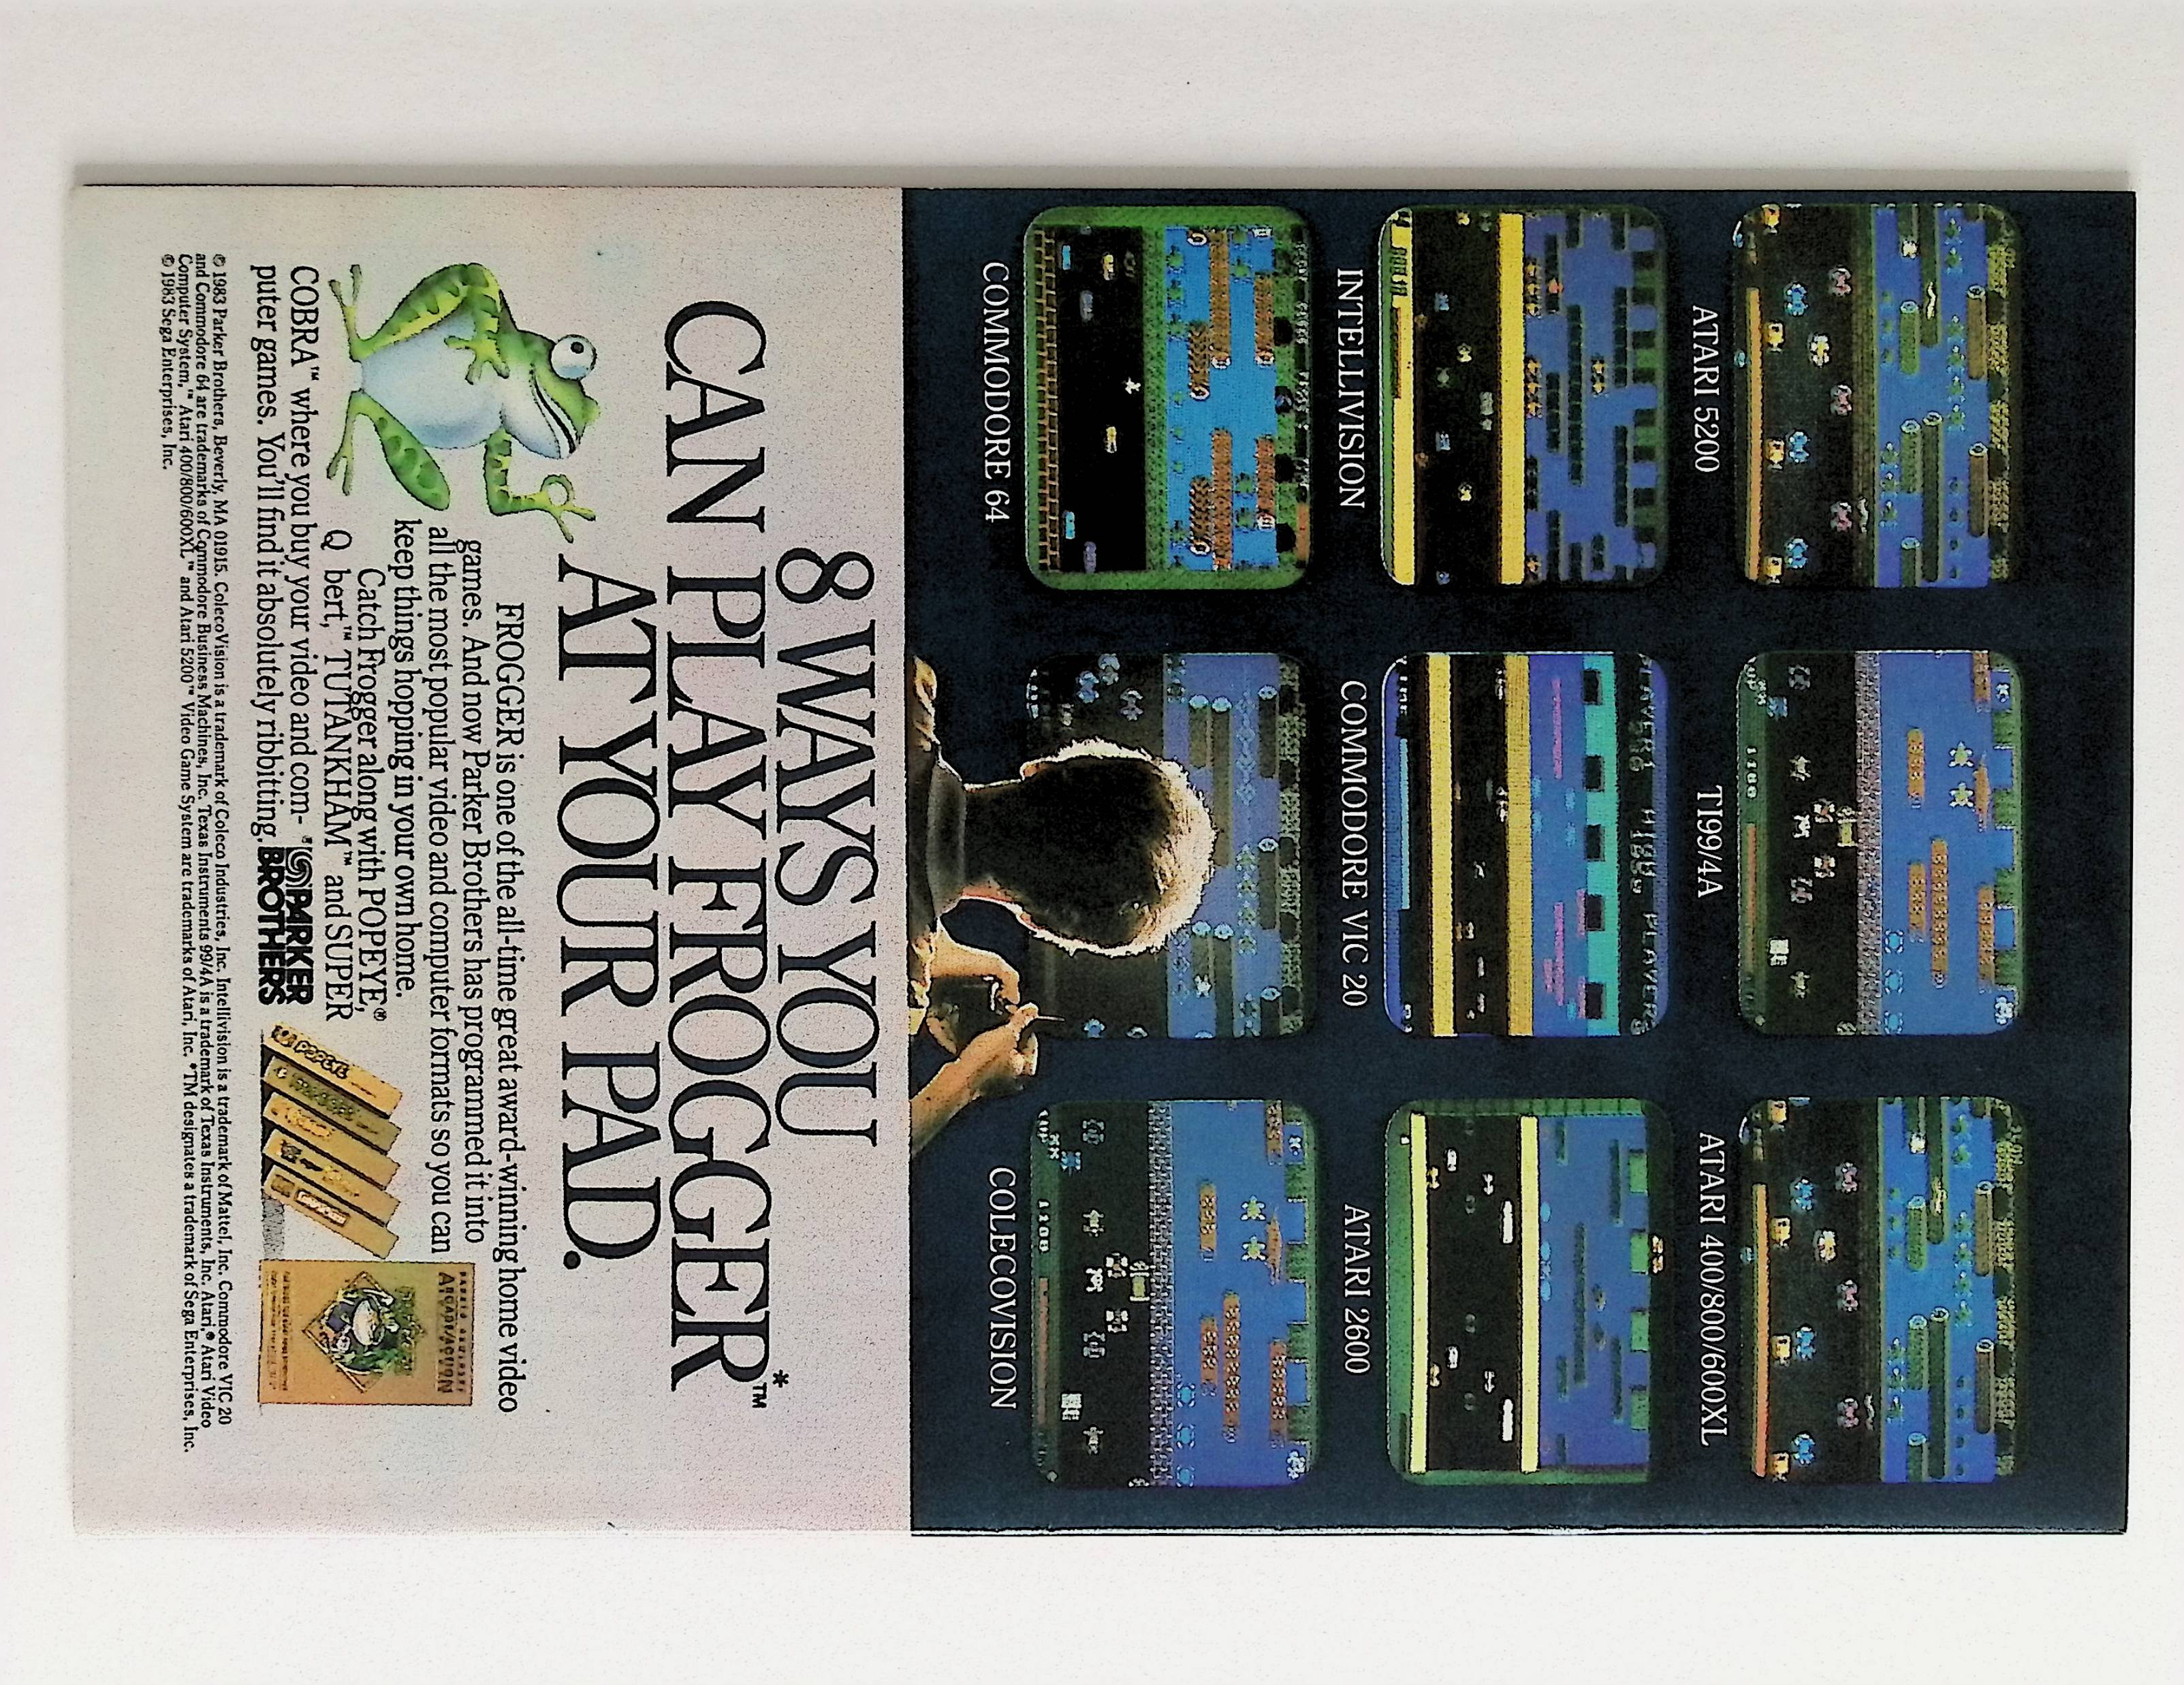 ATARI 5200
TI99/4A
ATARI 400/800/600XL
INTELLIVISION
COMMODORE VIC 20
ATARI 2600
COMMODORE 64
COLECOVISION
8 WAYS YOU
CAN PLAY FROGGER*™
AT YOUR PAD.
FROGGER is one of the all-time great award-winning home video
games. And now Parker Brothers has programmed it into
all the most popular video and computer formats so you can
keep things hopping in your own home.
Catch Frogger along with POPEYE,®
Q bert,™ TUTANKHAM™ and SUPER
COBRA™ where you buy your video and com-
puter games. You'll find it absolutely ribbitting.
PARKER
BROTHERS
POPEYE
ARCADE/ACTION
© 1983 Parker Brothers, Beverly, MA 01915. ColecoVision is a trademark of Coleco Industries, Inc. Intellivision is a trademark of Mattel, Inc. Commodore VIC 20
and Commodore 64 are trademarks of Commodore Business Machines, Inc. Texas Instruments 99/4A is a trademark of Texas Instruments, Inc. Atari,® Atari Video
Computer System,™ Atari 400/800/600XL™ and Atari 5200™ Video Game System are trademarks of Atari, Inc. *TM designates a trademark of Sega Enterprises, Inc.
© 1983 Sega Enterprises, Inc.